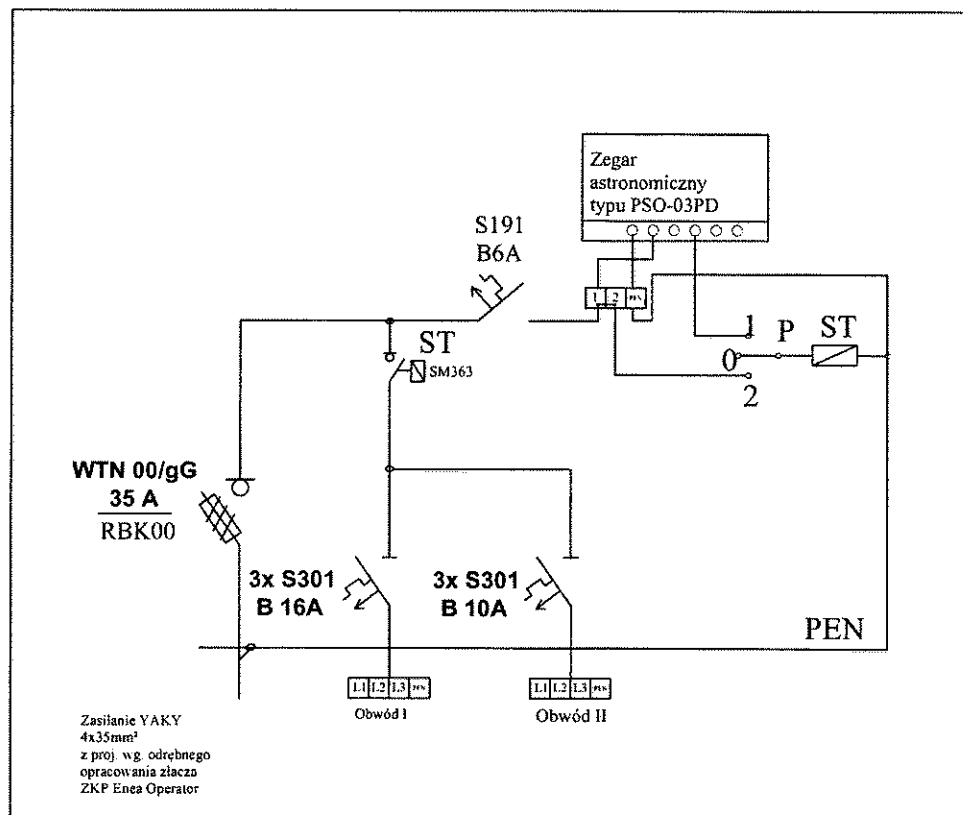 Zegar
astronomiczny
typu PSO-03PD
S191
B6A
1 2 PEN
ST
SM363
1
P
ST
0
2
WTN 00/gG
35 A
RBK00
3x S301
B 16A
3x S301
B 10A
PEN
L1 L2 L3 PEN
L1 L2 L3 PEN
Obwód I
Obwód II
Zasilanie YAKY
4x35mm²
z proj. wg. odrębnego
opracowania złącza
ZKP Enea Operator